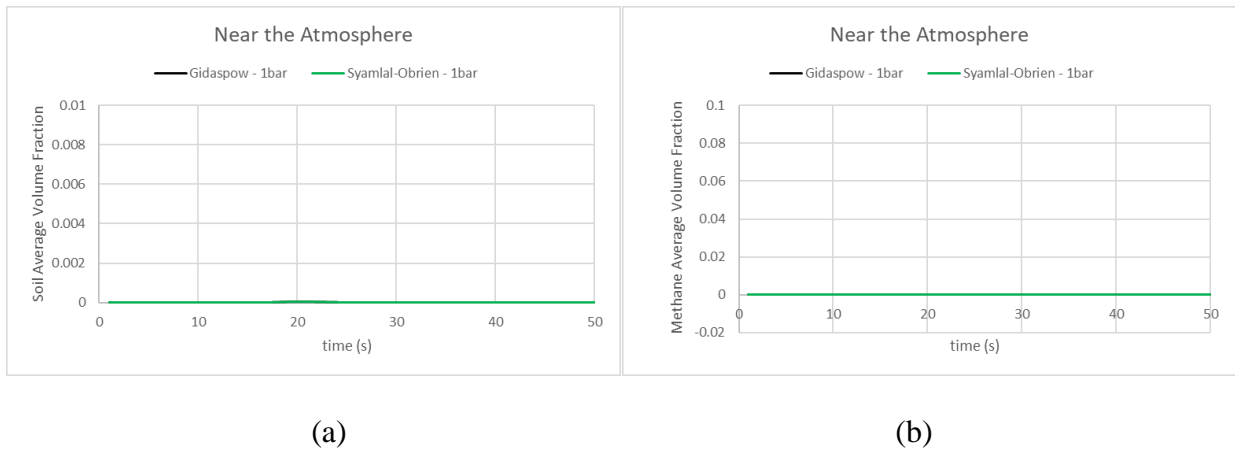 Near the Atmosphere
Gidaspow - 1bar Syamlal-Obrien - 1bar
Soil Average Volume Fraction
0.01
0.008
0.006
0.004
0.002
0
0 10 20 30 40 50
time (s)
Near the Atmosphere
Gidaspow - 1bar Syamlal-Obrien - 1bar
Methane Average Volume Fraction
0.1
0.08
0.06
0.04
0.02
0
-0.02
0 10 20 30 40 50
time (s)
(a)
(b)